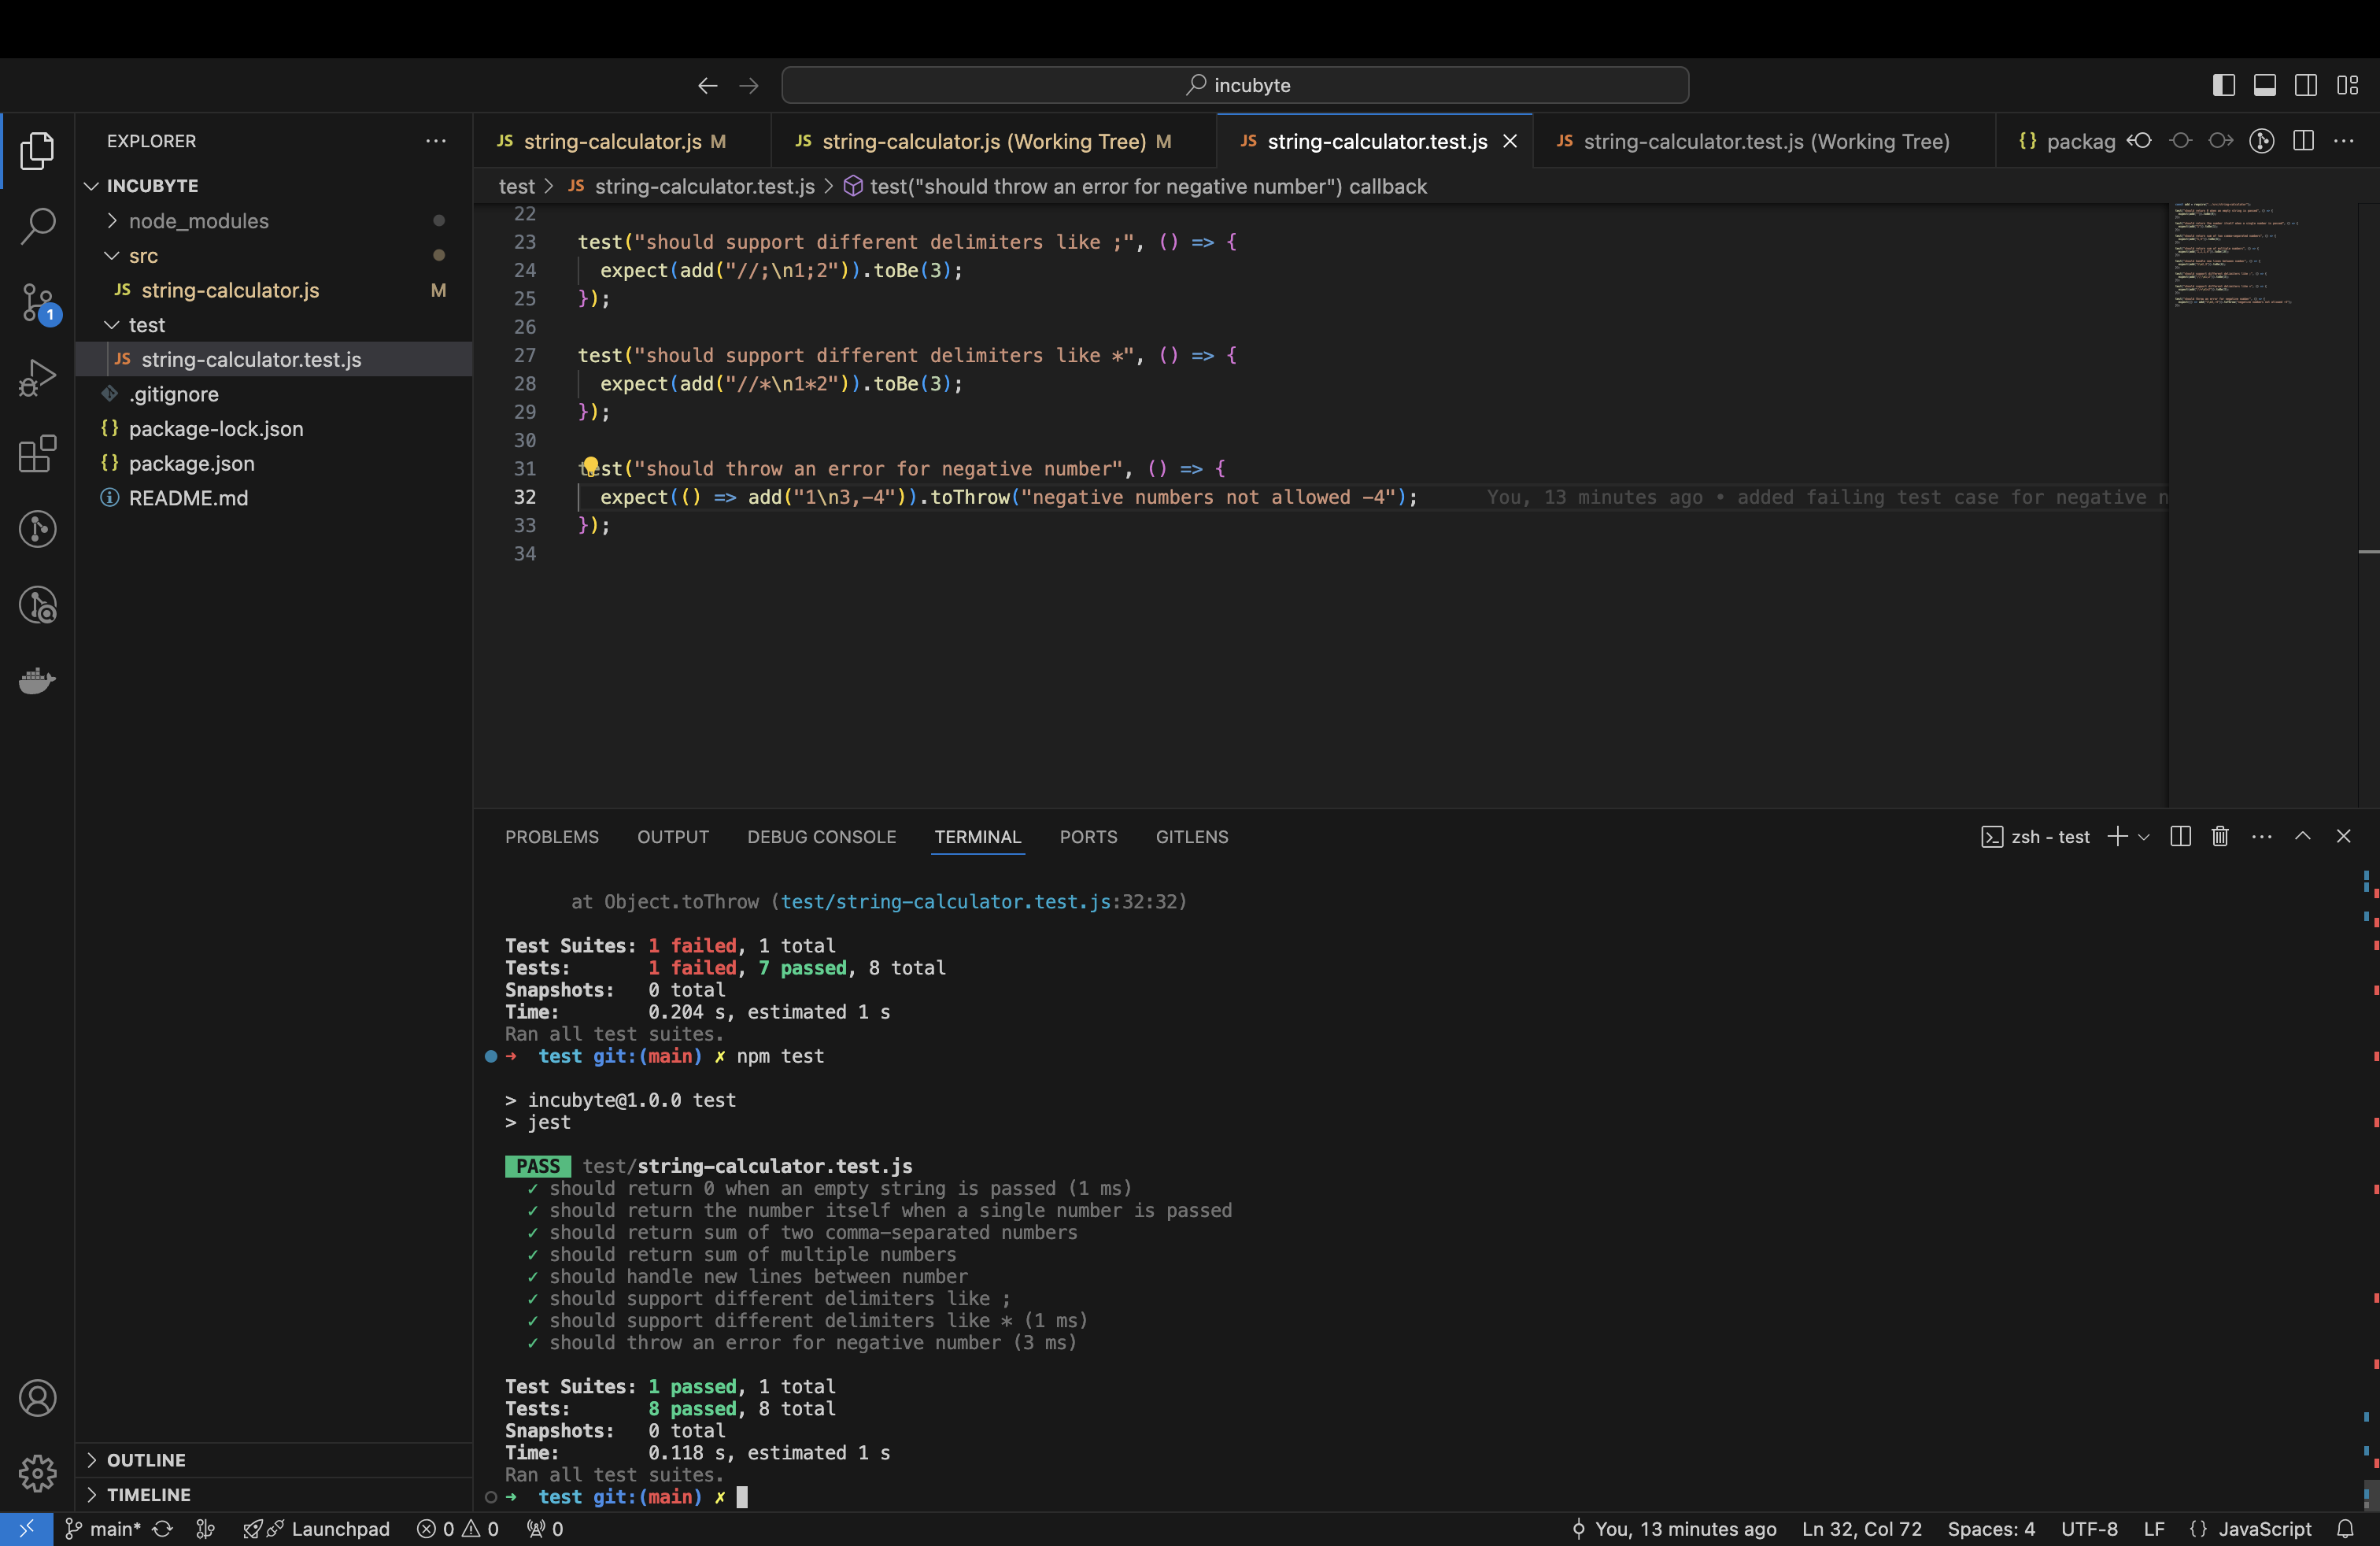 incubyte
EXPLORER
INCUBYTE
node_modules
src
JS string-calculator.js M
test
JS string-calculator.test.js
.gitignore
{} package-lock.json
{} package.json
README.md
1
OUTLINE
TIMELINE
JS string-calculator.js M
JS string-calculator.js (Working Tree) M
JS string-calculator.test.js
JS string-calculator.test.js (Working Tree)
{} packag
test > JS string-calculator.test.js > test("should throw an error for negative number") callback
22
23 test("should support different delimiters like ;", () => {
24 expect(add("//;\n1;2")).toBe(3);
25 });
26
27 test("should support different delimiters like *", () => {
28 expect(add("//*\n1*2")).toBe(3);
29 });
30
31 test("should throw an error for negative number", () => {
32 expect(() => add("1\n3,-4")).toThrow("negative numbers not allowed -4"); You, 13 minutes ago • added failing test case for negative n
33 });
34
PROBLEMS OUTPUT DEBUG CONSOLE TERMINAL PORTS GITLENS
zsh - test
at Object.toThrow (test/string-calculator.test.js:32:32)
Test Suites: 1 failed, 1 total
Tests: 1 failed, 7 passed, 8 total
Snapshots: 0 total
Time: 0.204 s, estimated 1 s
Ran all test suites.
➜ test git:(main) ✗ npm test
> incubyte@1.0.0 test
> jest
PASS test/string-calculator.test.js
✓ should return 0 when an empty string is passed (1 ms)
✓ should return the number itself when a single number is passed
✓ should return sum of two comma-separated numbers
✓ should return sum of multiple numbers
✓ should handle new lines between number
✓ should support different delimiters like ;
✓ should support different delimiters like * (1 ms)
✓ should throw an error for negative number (3 ms)
Test Suites: 1 passed, 1 total
Tests: 8 passed, 8 total
Snapshots: 0 total
Time: 0.118 s, estimated 1 s
Ran all test suites.
➜ test git:(main) ✗
main* Launchpad 0 0 0
You, 13 minutes ago Ln 32, Col 72 Spaces: 4 UTF-8 LF {} JavaScript